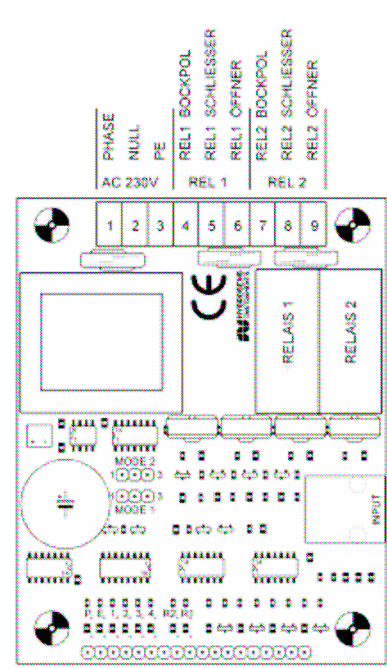 PHASE
NULL
PE
REL1 BOCKPOL
REL1 SCHLIESSER
REL1 ÖFFNER
REL2 BOCKPOL
REL2 SCHLIESSER
REL2 ÖFFNER
AC 230V
REL 1
REL 2
1 2 3 4 5 6 7 8 9
CE
RELAIS 1
RELAIS 2
MODE 2
MODE 1
INPUT